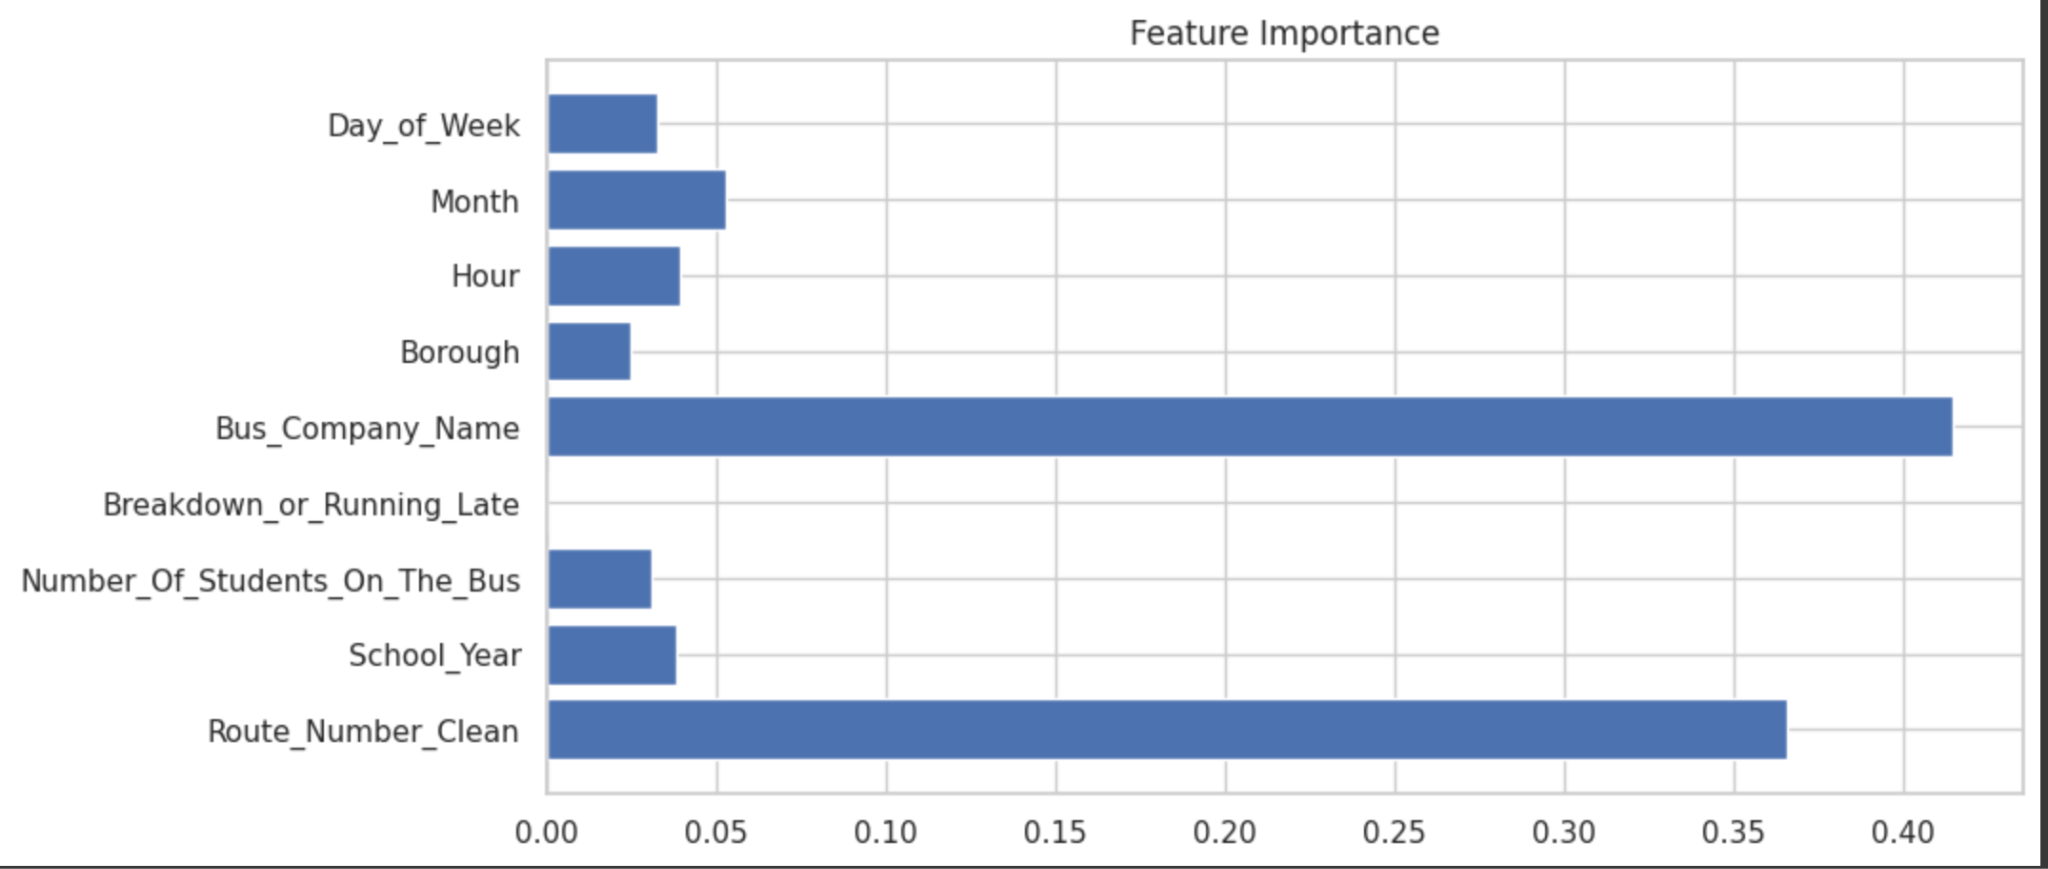 Feature Importance
Day_of_Week
Month
Hour
Borough
Bus_Company_Name
Breakdown_or_Running_Late
Number_Of_Students_On_The_Bus
School_Year
Route_Number_Clean
0.00 0.05 0.10 0.15 0.20 0.25 0.30 0.35 0.40